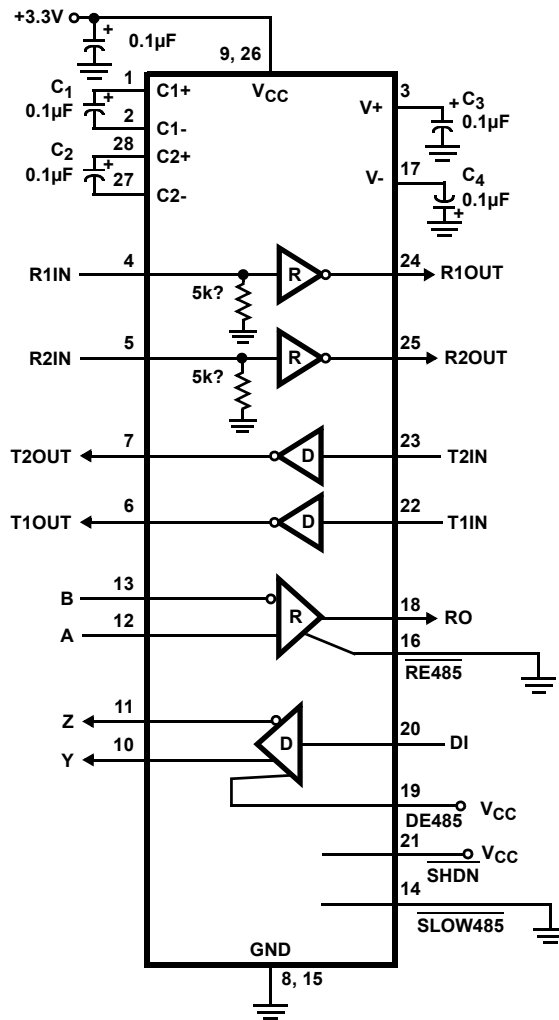 +3.3V
+
0.1µF
9, 26
C1
0.1µF
+
1
C1+
2
C1-
C2
0.1µF
+
28
C2+
27
C2-
VCC
3
V+
+
C3
0.1µF
17
V-
C4
0.1µF
+
R1IN
4
5k?
R
24
R1OUT
R2IN
5
5k?
R
25
R2OUT
T2OUT
7
D
23
T2IN
T1OUT
6
D
22
T1IN
B
13
A
12
R
18
RO
16
RE485
Z
11
Y
10
D
20
DI
19
DE485
VCC
21
SHDN
VCC
14
SLOW485
GND
8, 15